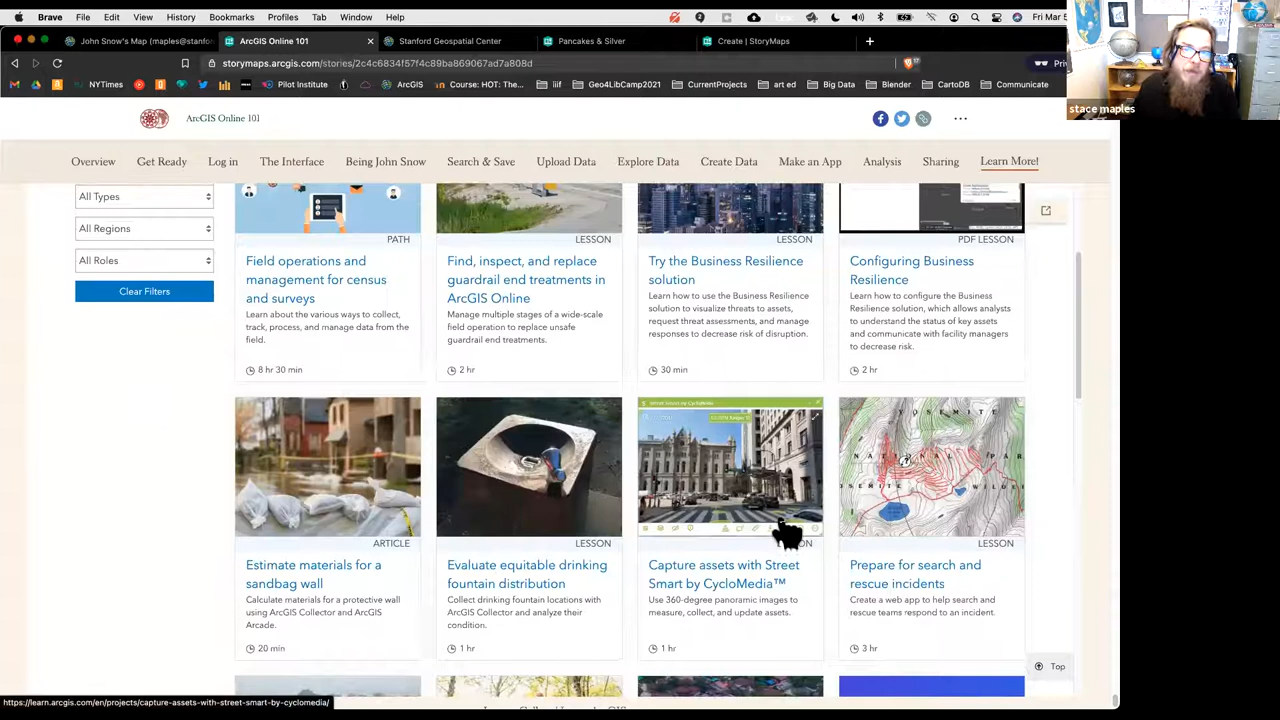 Brave File Edit View History Bookmarks Profiles Tab Window Help Fri Mar 5
John Snow's Map (maples@stanfo ArcGIS Online 101 Stanford Geospatial Center Pancakes & Silver Create | StoryMaps
storymaps.arcgis.com/stories/2c4c6834f57f4c89ba869067ad7a808d 17 Pri
NYTimes Pilot Institute ArcGIS Course: HOT: The... liif Geo4LibCamp2021 CurrentProjects art ed Big Data Blender CartoDB Communicate
stace maples
ArcGIS Online 101
Overview Get Ready Log in The Interface Being John Snow Search & Save Upload Data Explore Data Create Data Make an App Analysis Sharing Learn More!
All Types
All Regions
All Roles
Clear Filters
PATH
Field operations and
management for census
and surveys
Learn about the various ways to collect,
track, process, and manage data from the
field.
8 hr 30 min
LESSON
Find, inspect, and replace
guardrail end treatments in
ArcGIS Online
Manage multiple stages of a wide-scale
field operation to replace unsafe
guardrail end treatments.
2 hr
LESSON
Try the Business Resilience
solution
Learn how to use the Business Resilience
solution to visualize threats to assets,
request threat assessments, and manage
responses to decrease risk of disruption.
30 min
PDF LESSON
Configuring Business
Resilience
Learn how to configure the Business
Resilience solution, which allows analysts
to understand the status of key assets
and communicate with facility managers
to decrease risk.
2 hr
ARTICLE
Estimate materials for a
sandbag wall
Calculate materials for a protective wall
using ArcGIS Collector and ArcGIS
Arcade.
20 min
LESSON
Evaluate equitable drinking
fountain distribution
Collect drinking fountain locations with
ArcGIS Collector and analyze their
condition.
1 hr
ON
Capture assets with Street
Smart by CycloMedia™
Use 360-degree panoramic images to
measure, collect, and update assets.
1 hr
YOSEMITE
NATIONAL PAR
YOSEMITE WILDE
LESSON
Prepare for search and
rescue incidents
Create a web app to help search and
rescue teams respond to an incident.
3 hr
Top
https://learn.arcgis.com/en/projects/capture-assets-with-street-smart-by-cyclomedia/